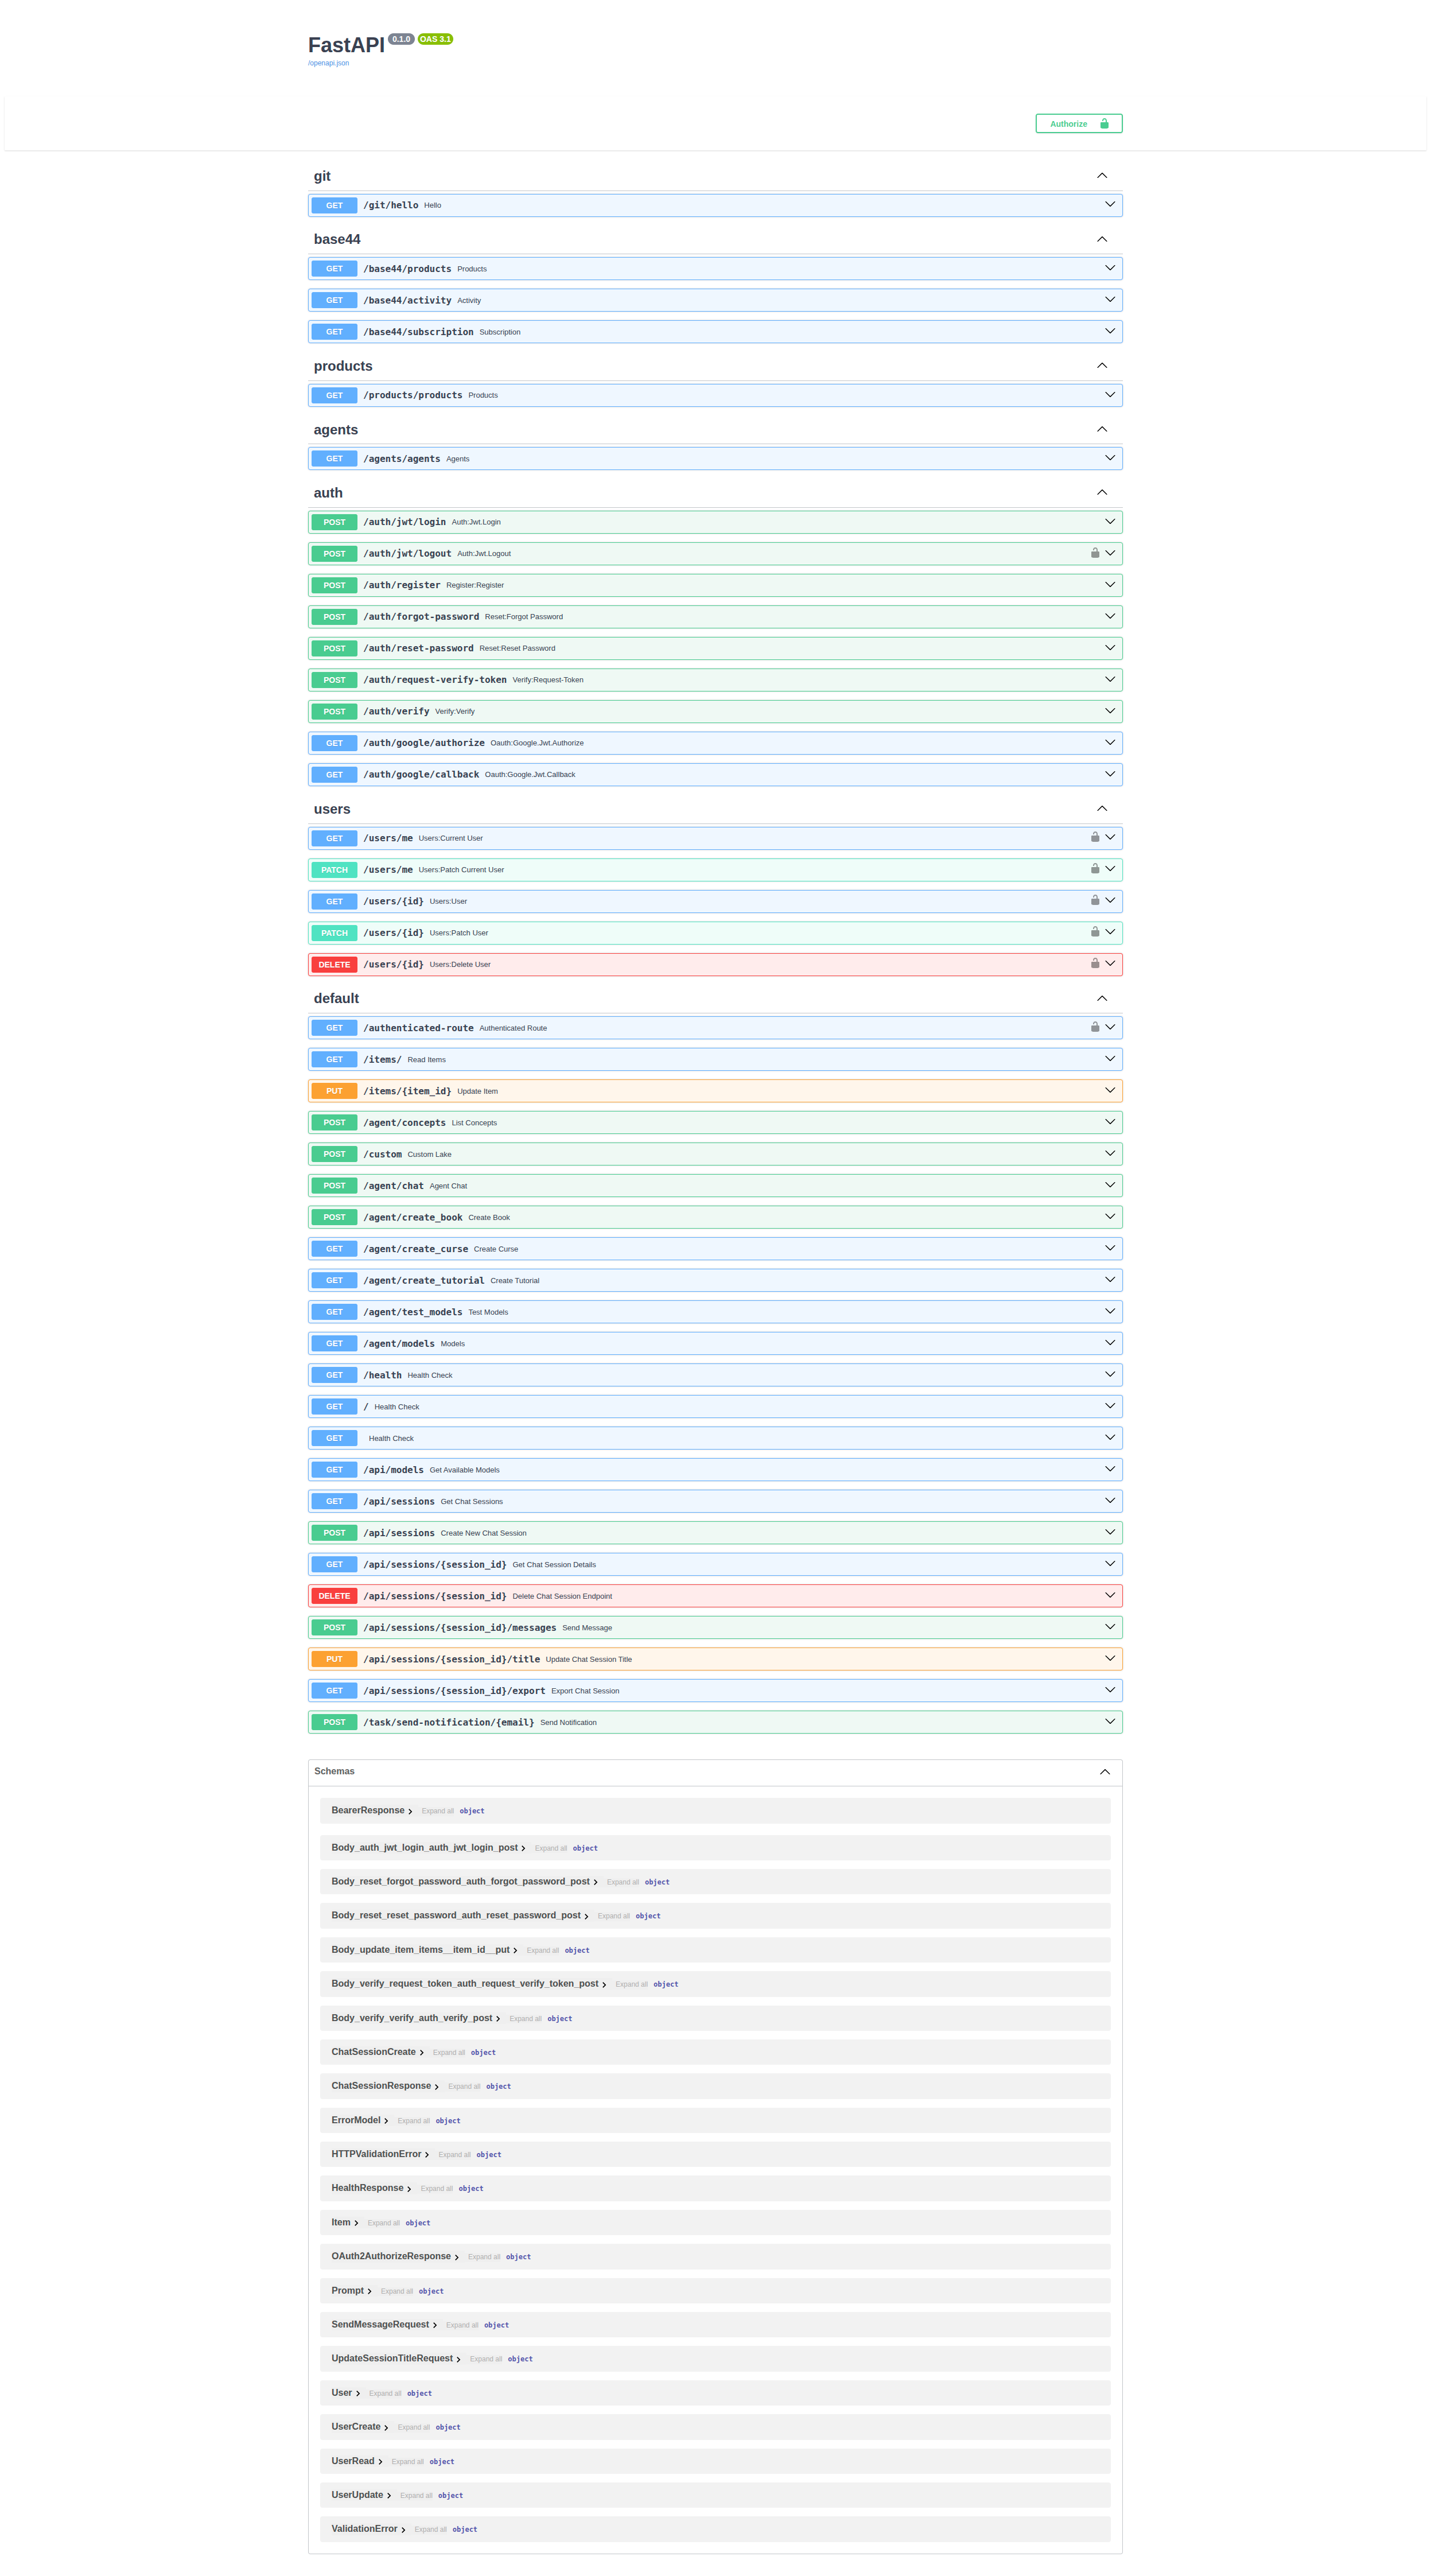 FastAPI 0.1.0 OAS 3.1
/openapi.json
Authorize
git
GET /git/hello Hello
base44
GET /base44/products Products
GET /base44/activity Activity
GET /base44/subscription Subscription
products
GET /products/products Products
agents
GET /agents/agents Agents
auth
POST /auth/jwt/login Auth:Jwt.Login
POST /auth/jwt/logout Auth:Jwt.Logout
POST /auth/register Register:Register
POST /auth/forgot-password Reset:Forgot Password
POST /auth/reset-password Reset:Reset Password
POST /auth/request-verify-token Verify:Request-Token
POST /auth/verify Verify:Verify
GET /auth/google/authorize Oauth:Google.Jwt.Authorize
GET /auth/google/callback Oauth:Google.Jwt.Callback
users
GET /users/me Users:Current User
PATCH /users/me Users:Patch Current User
GET /users/{id} Users:User
PATCH /users/{id} Users:Patch User
DELETE /users/{id} Users:Delete User
default
GET /authenticated-route Authenticated Route
GET /items/ Read Items
PUT /items/{item_id} Update Item
POST /agent/concepts List Concepts
POST /custom Custom Lake
POST /agent/chat Agent Chat
POST /agent/create_book Create Book
GET /agent/create_curse Create Curse
GET /agent/create_tutorial Create Tutorial
GET /agent/test_models Test Models
GET /agent/models Models
GET /health Health Check
GET / Health Check
GET Health Check
GET /api/models Get Available Models
GET /api/sessions Get Chat Sessions
POST /api/sessions Create New Chat Session
GET /api/sessions/{session_id} Get Chat Session Details
DELETE /api/sessions/{session_id} Delete Chat Session Endpoint
POST /api/sessions/{session_id}/messages Send Message
PUT /api/sessions/{session_id}/title Update Chat Session Title
GET /api/sessions/{session_id}/export Export Chat Session
POST /task/send-notification/{email} Send Notification
Schemas
BearerResponse Expand all object
Body_auth_jwt_login_auth_jwt_login_post Expand all object
Body_reset_forgot_password_auth_forgot_password_post Expand all object
Body_reset_reset_password_auth_reset_password_post Expand all object
Body_update_item_items__item_id__put Expand all object
Body_verify_request_token_auth_request_verify_token_post Expand all object
Body_verify_verify_auth_verify_post Expand all object
ChatSessionCreate Expand all object
ChatSessionResponse Expand all object
ErrorModel Expand all object
HTTPValidationError Expand all object
HealthResponse Expand all object
Item Expand all object
OAuth2AuthorizeResponse Expand all object
Prompt Expand all object
SendMessageRequest Expand all object
UpdateSessionTitleRequest Expand all object
User Expand all object
UserCreate Expand all object
UserRead Expand all object
UserUpdate Expand all object
ValidationError Expand all object